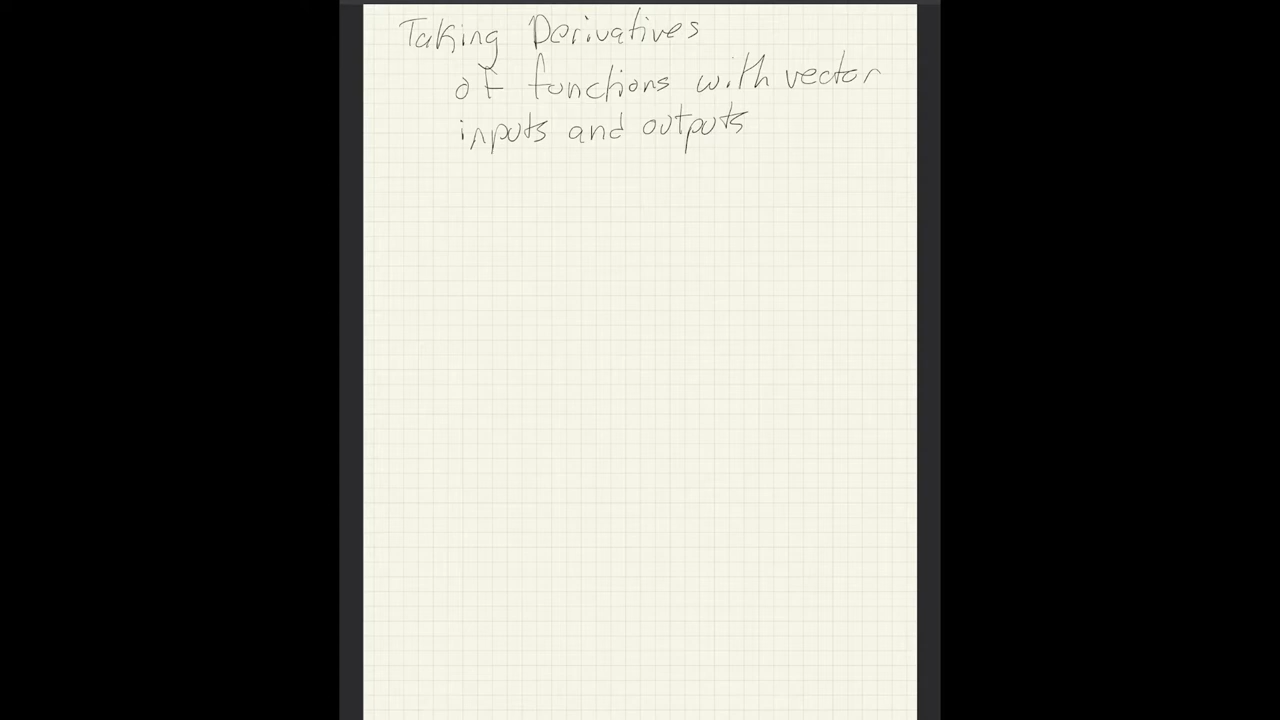 Taking Derivatives
of functions with vector
inputs and outputs